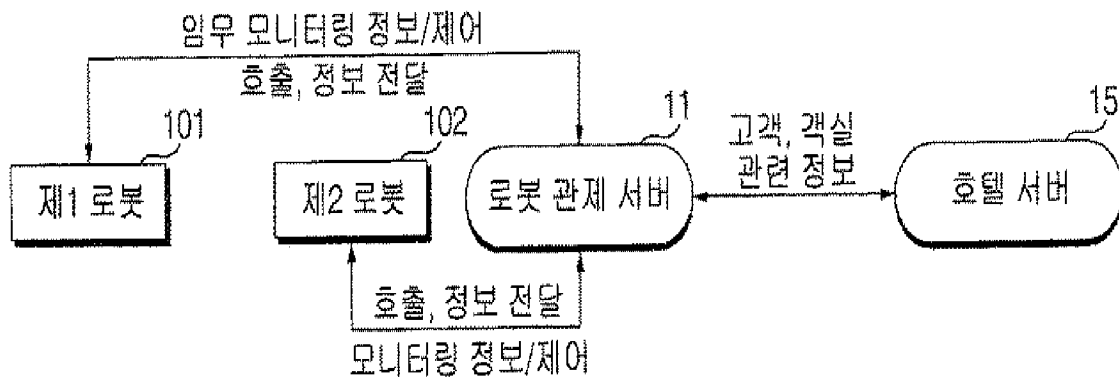 임무 모니터링 정보/제어
호출, 정보 전달
101
102
11
고객, 객실
관련 정보
15
제1 로봇
제2 로봇
로봇 관제 서버
호텔 서버
호출, 정보 전달
모니터링 정보/제어